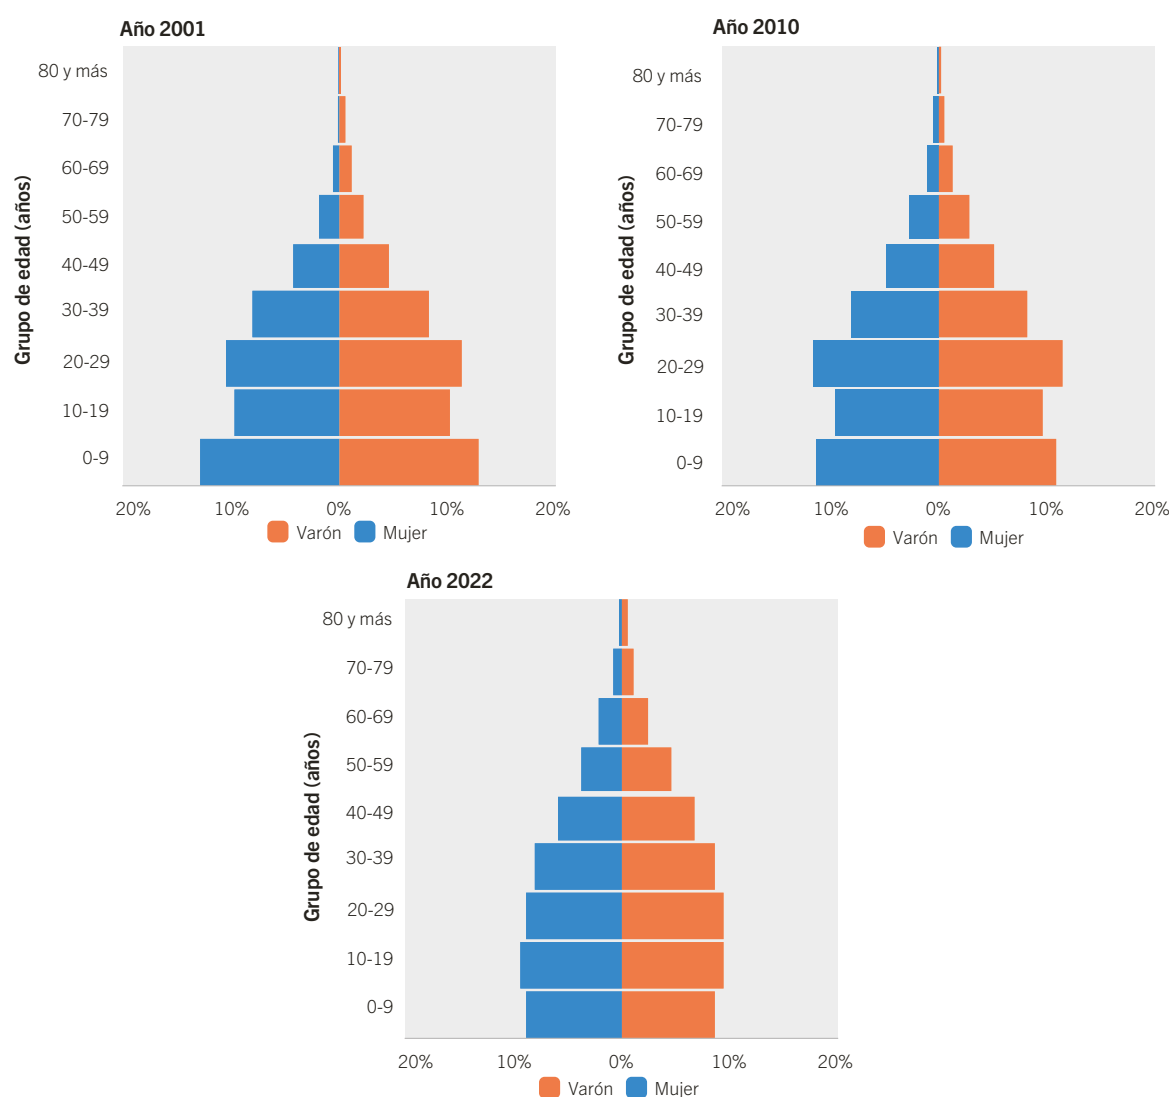 Año 2001
Grupo de edad (años)
80 y más
70-79
60-69
50-59
40-49
30-39
20-29
10-19
0-9
20% 10% 0% 10% 20%
Varón Mujer
Año 2010
Grupo de edad (años)
80 y más
70-79
60-69
50-59
40-49
30-39
20-29
10-19
0-9
20% 10% 0% 10% 20%
Varón Mujer
Año 2022
Grupo de edad (años)
80 y más
70-79
60-69
50-59
40-49
30-39
20-29
10-19
0-9
20% 10% 0% 10% 20%
Varón Mujer